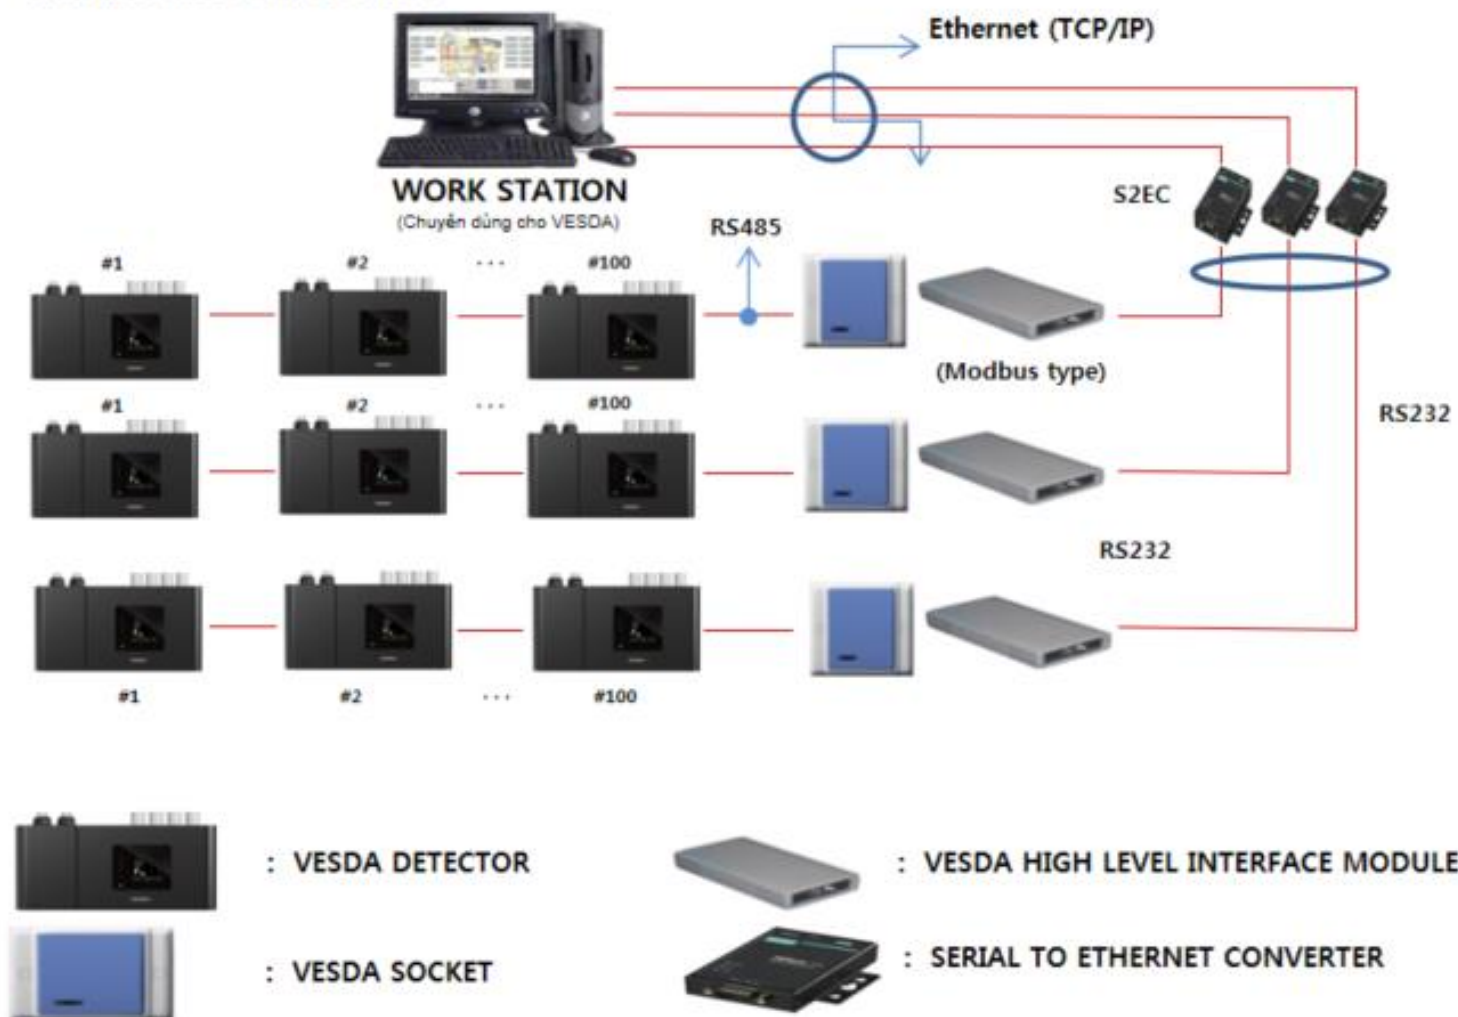 Ethernet (TCP/IP)
WORK STATION
(Chuyên dùng cho VESDA)
S2EC
RS485
#1 #2 ... #100
(Modbus type)
#1 #2 ... #100
RS232
RS232
#1 #2 ... #100
: VESDA DETECTOR
: VESDA HIGH LEVEL INTERFACE MODULE
: VESDA SOCKET
: SERIAL TO ETHERNET CONVERTER